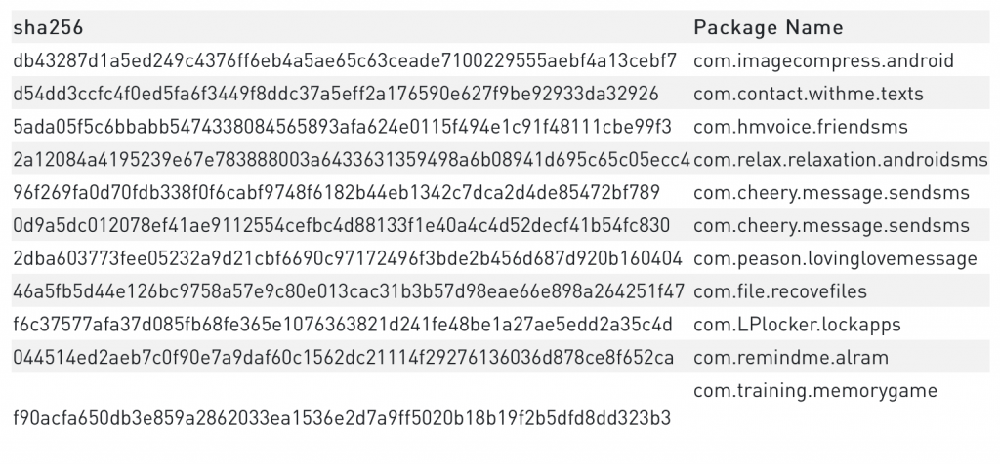 sha256 Package Name
db43287d1a5ed249c4376ff6eb4a5ae65c63ceade7100229555aebf4a13cebf7 com.imagecompress.android
d54dd3ccfc4f0ed5fa6f3449f8ddc37a5eff2a176590e627f9be92933da32926 com.contact.withme.texts
5ada05f5c6bbabb5474338084565893afa624e0115f494e1c91f48111cbe99f3 com.hmvoice.friendsms
2a12084a4195239e67e783888003a6433631359498a6b08941d695c65c05ecc4 com.relax.relaxation.androidsms
96f269fa0d70fdb338f0f6cabf9748f6182b44eb1342c7dca2d4de85472bf789 com.cheery.message.sendsms
0d9a5dc012078ef41ae9112554cefbc4d88133f1e40a4c4d52decf41b54fc830 com.cheery.message.sendsms
2dba603773fee05232a9d21cbf6690c97172496f3bde2b456d687d920b160404 com.peason.lovinglovemessage
46a5fb5d44e126bc9758a57e9c80e013cac31b3b57d98eae66e898a264251f47 com.file.recovefiles
f6c37577afa37d085fb68fe365e1076363821d241fe48be1a27ae5edd2a35c4d com.LPlocker.lockapps
044514ed2aeb7c0f90e7a9daf60c1562dc21114f29276136036d878ce8f652ca com.remindme.alram
com.training.memorygame
f90acfa650db3e859a2862033ea1536e2d7a9ff5020b18b19f2b5dfd8dd323b3